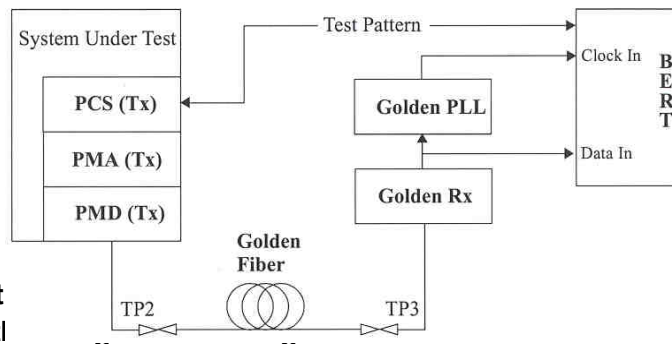 System Under Test
PCS (Tx)
PMA (Tx)
PMD (Tx)
Test Pattern
Clock In
Golden PLL
BERT
Data In
Golden Rx
Golden
Fiber
TP2
TP3